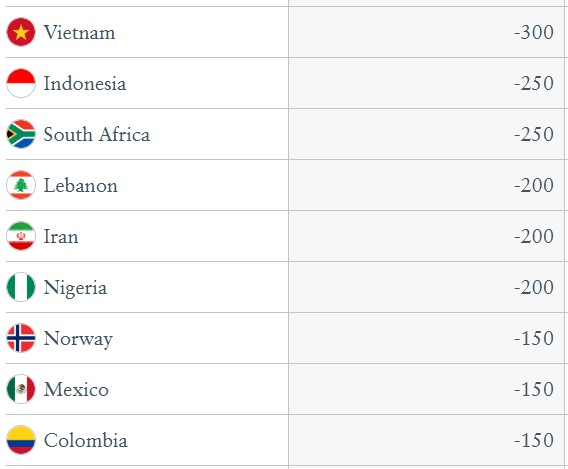 Vietnam -300
Indonesia -250
South Africa -250
Lebanon -200
Iran -200
Nigeria -200
Norway -150
Mexico -150
Colombia -150